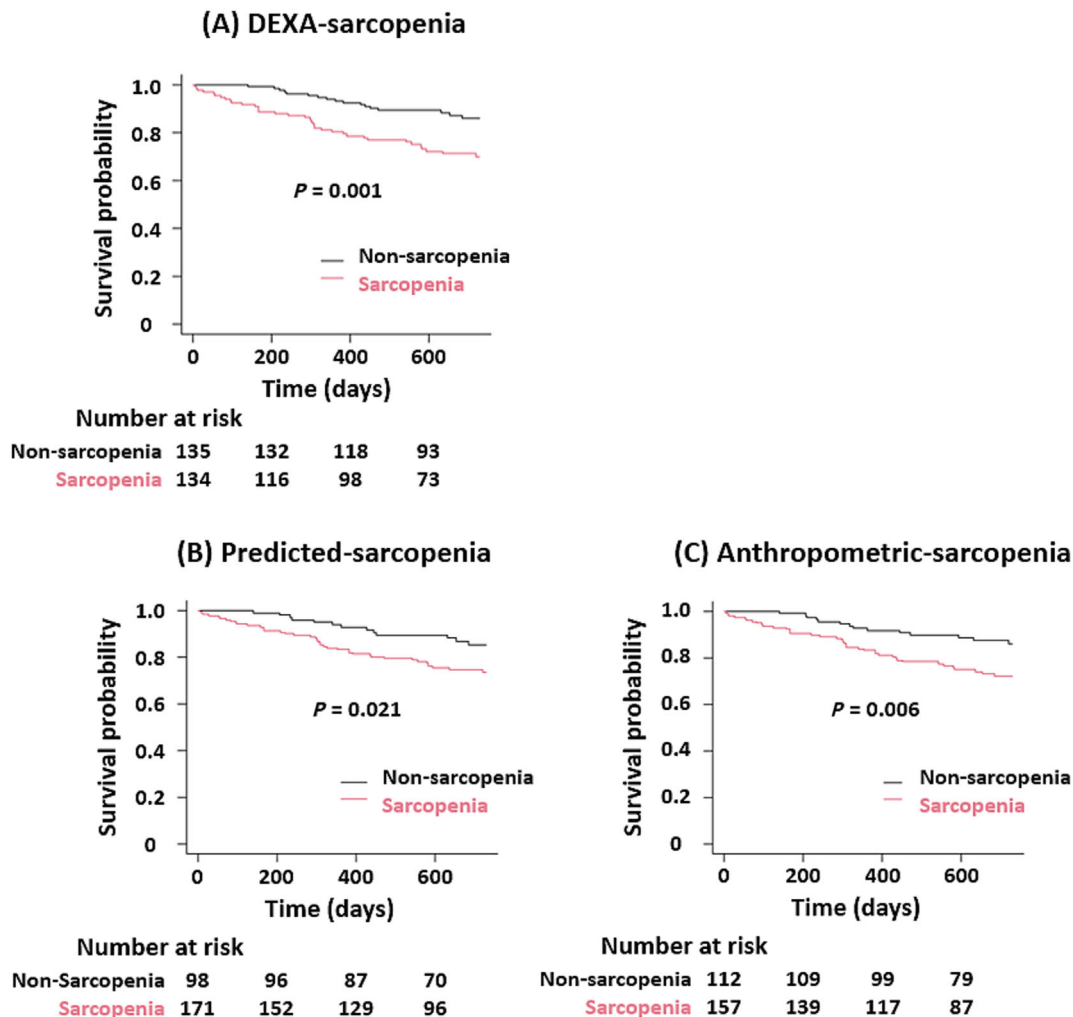 (A) DEXA-sarcopenia
Survival probability
1.0
0.8
0.6
0.4
0.2
0
P = 0.001
Non-sarcopenia
Sarcopenia
0 200 400 600
Time (days)
Number at risk
Non-sarcopenia 135 132 118 93
Sarcopenia 134 116 98 73
(B) Predicted-sarcopenia
Survival probability
1.0
0.8
0.6
0.4
0.2
0
P = 0.021
Non-sarcopenia
Sarcopenia
0 200 400 600
Time (days)
Number at risk
Non-Sarcopenia 98 96 87 70
Sarcopenia 171 152 129 96
(C) Anthropometric-sarcopenia
Survival probability
1.0
0.8
0.6
0.4
0.2
0
P = 0.006
Non-sarcopenia
Sarcopenia
0 200 400 600
Time (days)
Number at risk
Non-sarcopenia 112 109 99 79
Sarcopenia 157 139 117 87